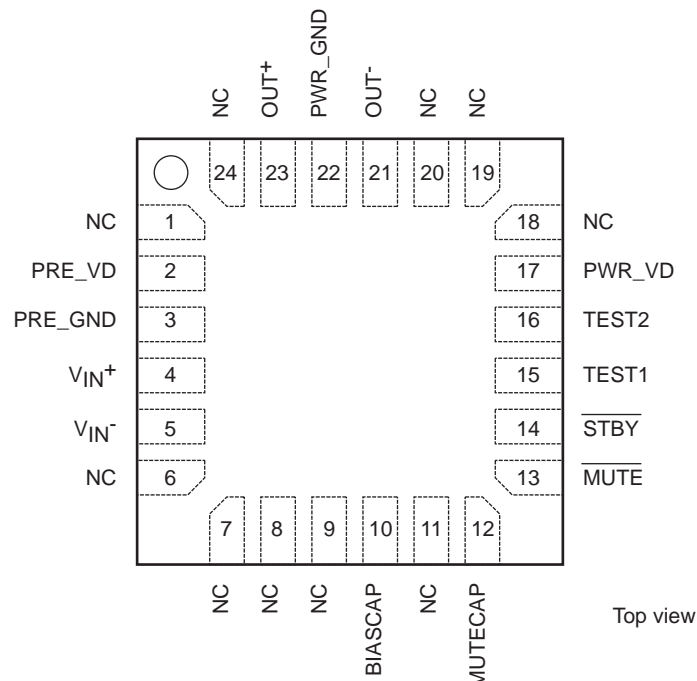 NC
OUT+
PWR_GND
OUT-
NC
NC
24 23 22 21 20 19
NC 1
18 NC
PRE_VD 2
17 PWR_VD
PRE_GND 3
16 TEST2
VIN+ 4
15 TEST1
VIN- 5
14 STBY
NC 6
13 MUTE
7 8 9 10 11 12
NC
NC
NC
BIASCAP
NC
MUTECAP
Top view